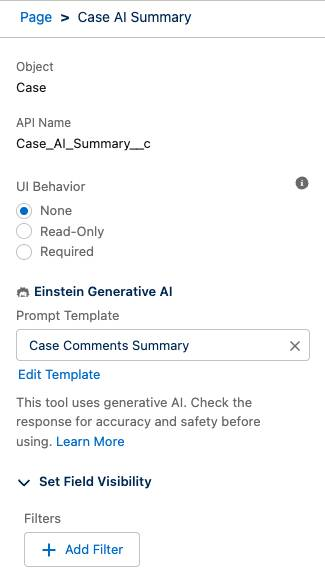 Page > Case AI Summary
Object
Case
API Name
Case_AI_Summary__c
UI Behavior
None
Read-Only
Required
Einstein Generative AI
Prompt Template
Case Comments Summary
Edit Template
This tool uses generative AI. Check the
response for accuracy and safety before
using. Learn More
Set Field Visibility
Filters
+ Add Filter